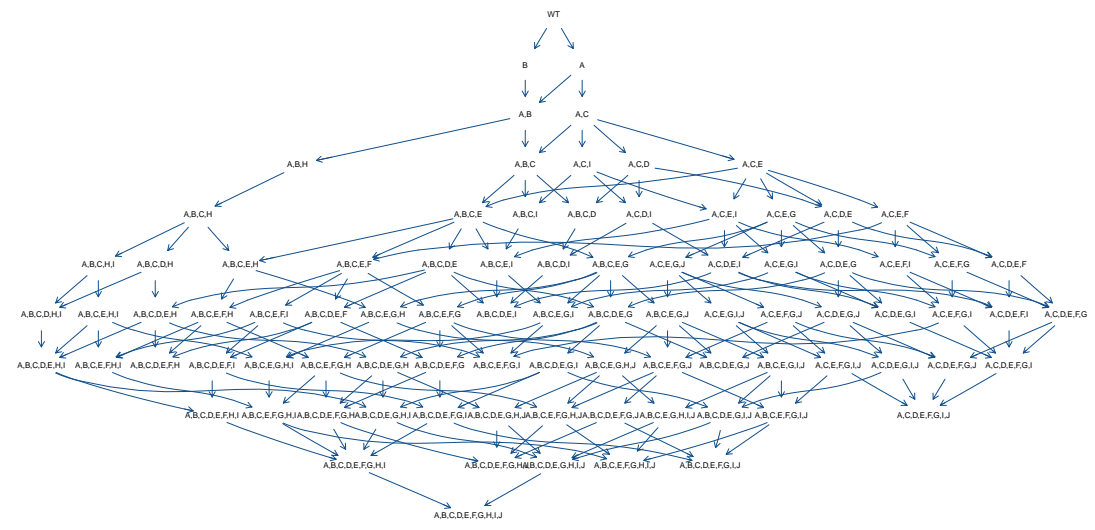 WT
B A
A,B A,C
A,B,H A,B,C A,C,I A,C,D A,C,E
A,B,C,H A,B,C,E A,B,C,I A,B,C,D A,C,D,I A,C,E,I A,C,E,G A,C,D,E A,C,E,F
A,B,C,H,I A,B,C,D,H A,B,C,E,H A,B,C,E,F A,B,C,D,E A,B,C,E,I A,B,C,D,I A,B,C,E,G A,C,E,G,J A,C,D,E,I A,C,E,G,I A,C,D,E,G A,C,E,F,I A,C,E,F,G A,C,D,E,F
A,B,C,D,H,I A,B,C,E,H,I A,B,C,D,E,H A,B,C,E,F,H A,B,C,E,F,I A,B,C,D,E,F A,B,C,E,G,H A,B,C,E,F,G A,B,C,D,E,I A,B,C,E,G,I A,B,C,D,E,G A,B,C,E,G,J A,C,E,G,I,J A,C,E,F,G,J A,C,D,E,G,J A,C,D,E,G,I A,C,E,F,G,I A,C,D,E,F,I A,C,D,E,F,G
A,B,C,D,E,H,I A,B,C,E,F,H,I A,B,C,D,E,F,H A,B,C,D,E,F,I A,B,C,E,G,H,I A,B,C,E,F,G,H A,B,C,D,E,G,H A,B,C,D,E,F,G A,B,C,E,F,G,I A,B,C,D,E,G,I A,B,C,E,G,H,J A,B,C,E,F,G,J A,B,C,D,E,G,J A,B,C,E,G,I,J A,C,E,F,G,I,J A,C,D,E,G,I,J A,C,D,E,F,G,J A,C,D,E,F,G,I
A,B,C,D,E,F,H,I A,B,C,E,F,G,H,I A,B,C,D,E,F,G,H A,B,C,D,E,G,H,I A,B,C,D,E,F,G,I A,B,C,D,E,G,H,J A,B,C,E,F,G,H,J A,B,C,D,E,F,G,J A,B,C,E,G,H,I,J A,B,C,D,E,G,I,J A,B,C,E,F,G,I,J A,C,D,E,F,G,I,J
A,B,C,D,E,F,G,H,I A,B,C,D,E,F,G,H,J A,B,C,D,E,G,H,I,J A,B,C,E,F,G,H,I,J A,B,C,D,E,F,G,I,J
A,B,C,D,E,F,G,H,I,J